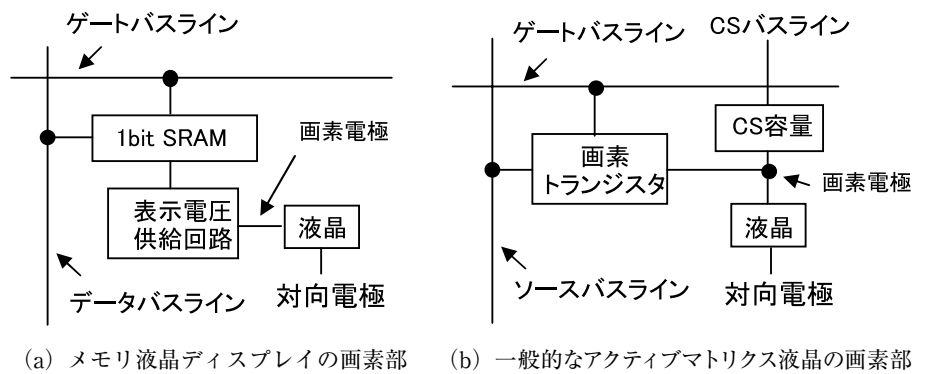 ゲートバスライン
1bit SRAM
画素電極
表示電圧
供給回路
液晶
データバスライン
対向電極
(a) メモリ液晶ディスプレイの画素部
ゲートバスライン
CSバスライン
CS容量
画素
トランジスタ
画素電極
液晶
ソースバスライン
対向電極
(b) 一般的なアクティブマトリクス液晶の画素部